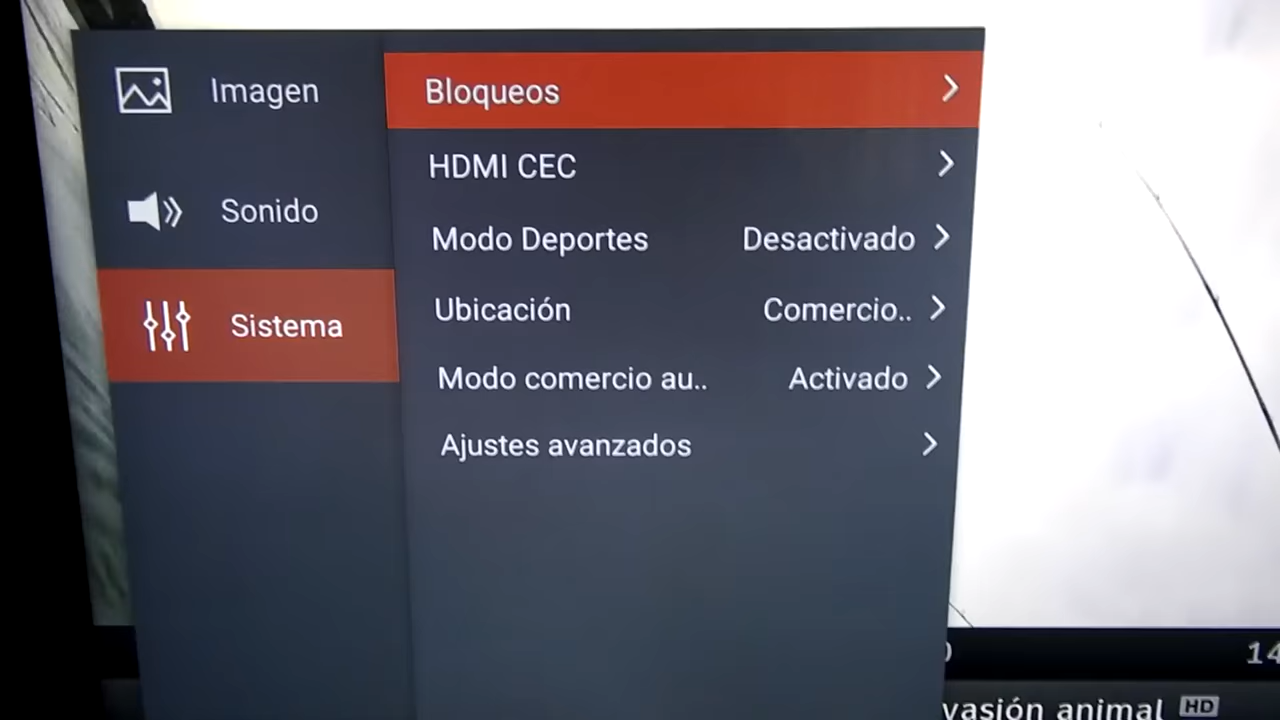 Imagen
Sonido
Sistema
Bloqueos
HDMI CEC
Modo Deportes Desactivado
Ubicación Comercio..
Modo comercio au.. Activado
Ajustes avanzados
14
vasión animal HD